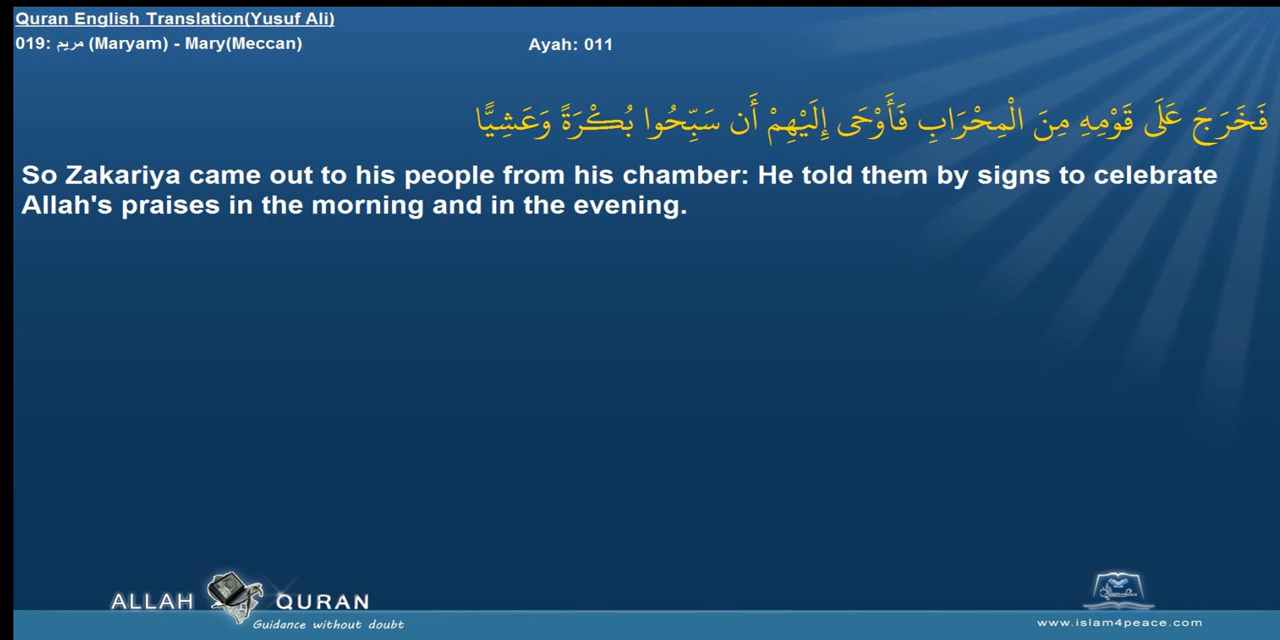 Quran English Translation(Yusuf Ali)
019: مريم (Maryam) - Mary(Meccan)
Ayah: 011
فَخَرَجَ عَلَى قَوْمِهِ مِنَ الْمِحْرَابِ فَأَوْحَى إِلَيْهِمْ أَن سَبِّحُوا بُكْرَةً وَعَشِيًّا
So Zakariya came out to his people from his chamber: He told them by signs to celebrate
Allah's praises in the morning and in the evening.
ALLAH QURAN
Guidance without doubt
www.islam4peace.com